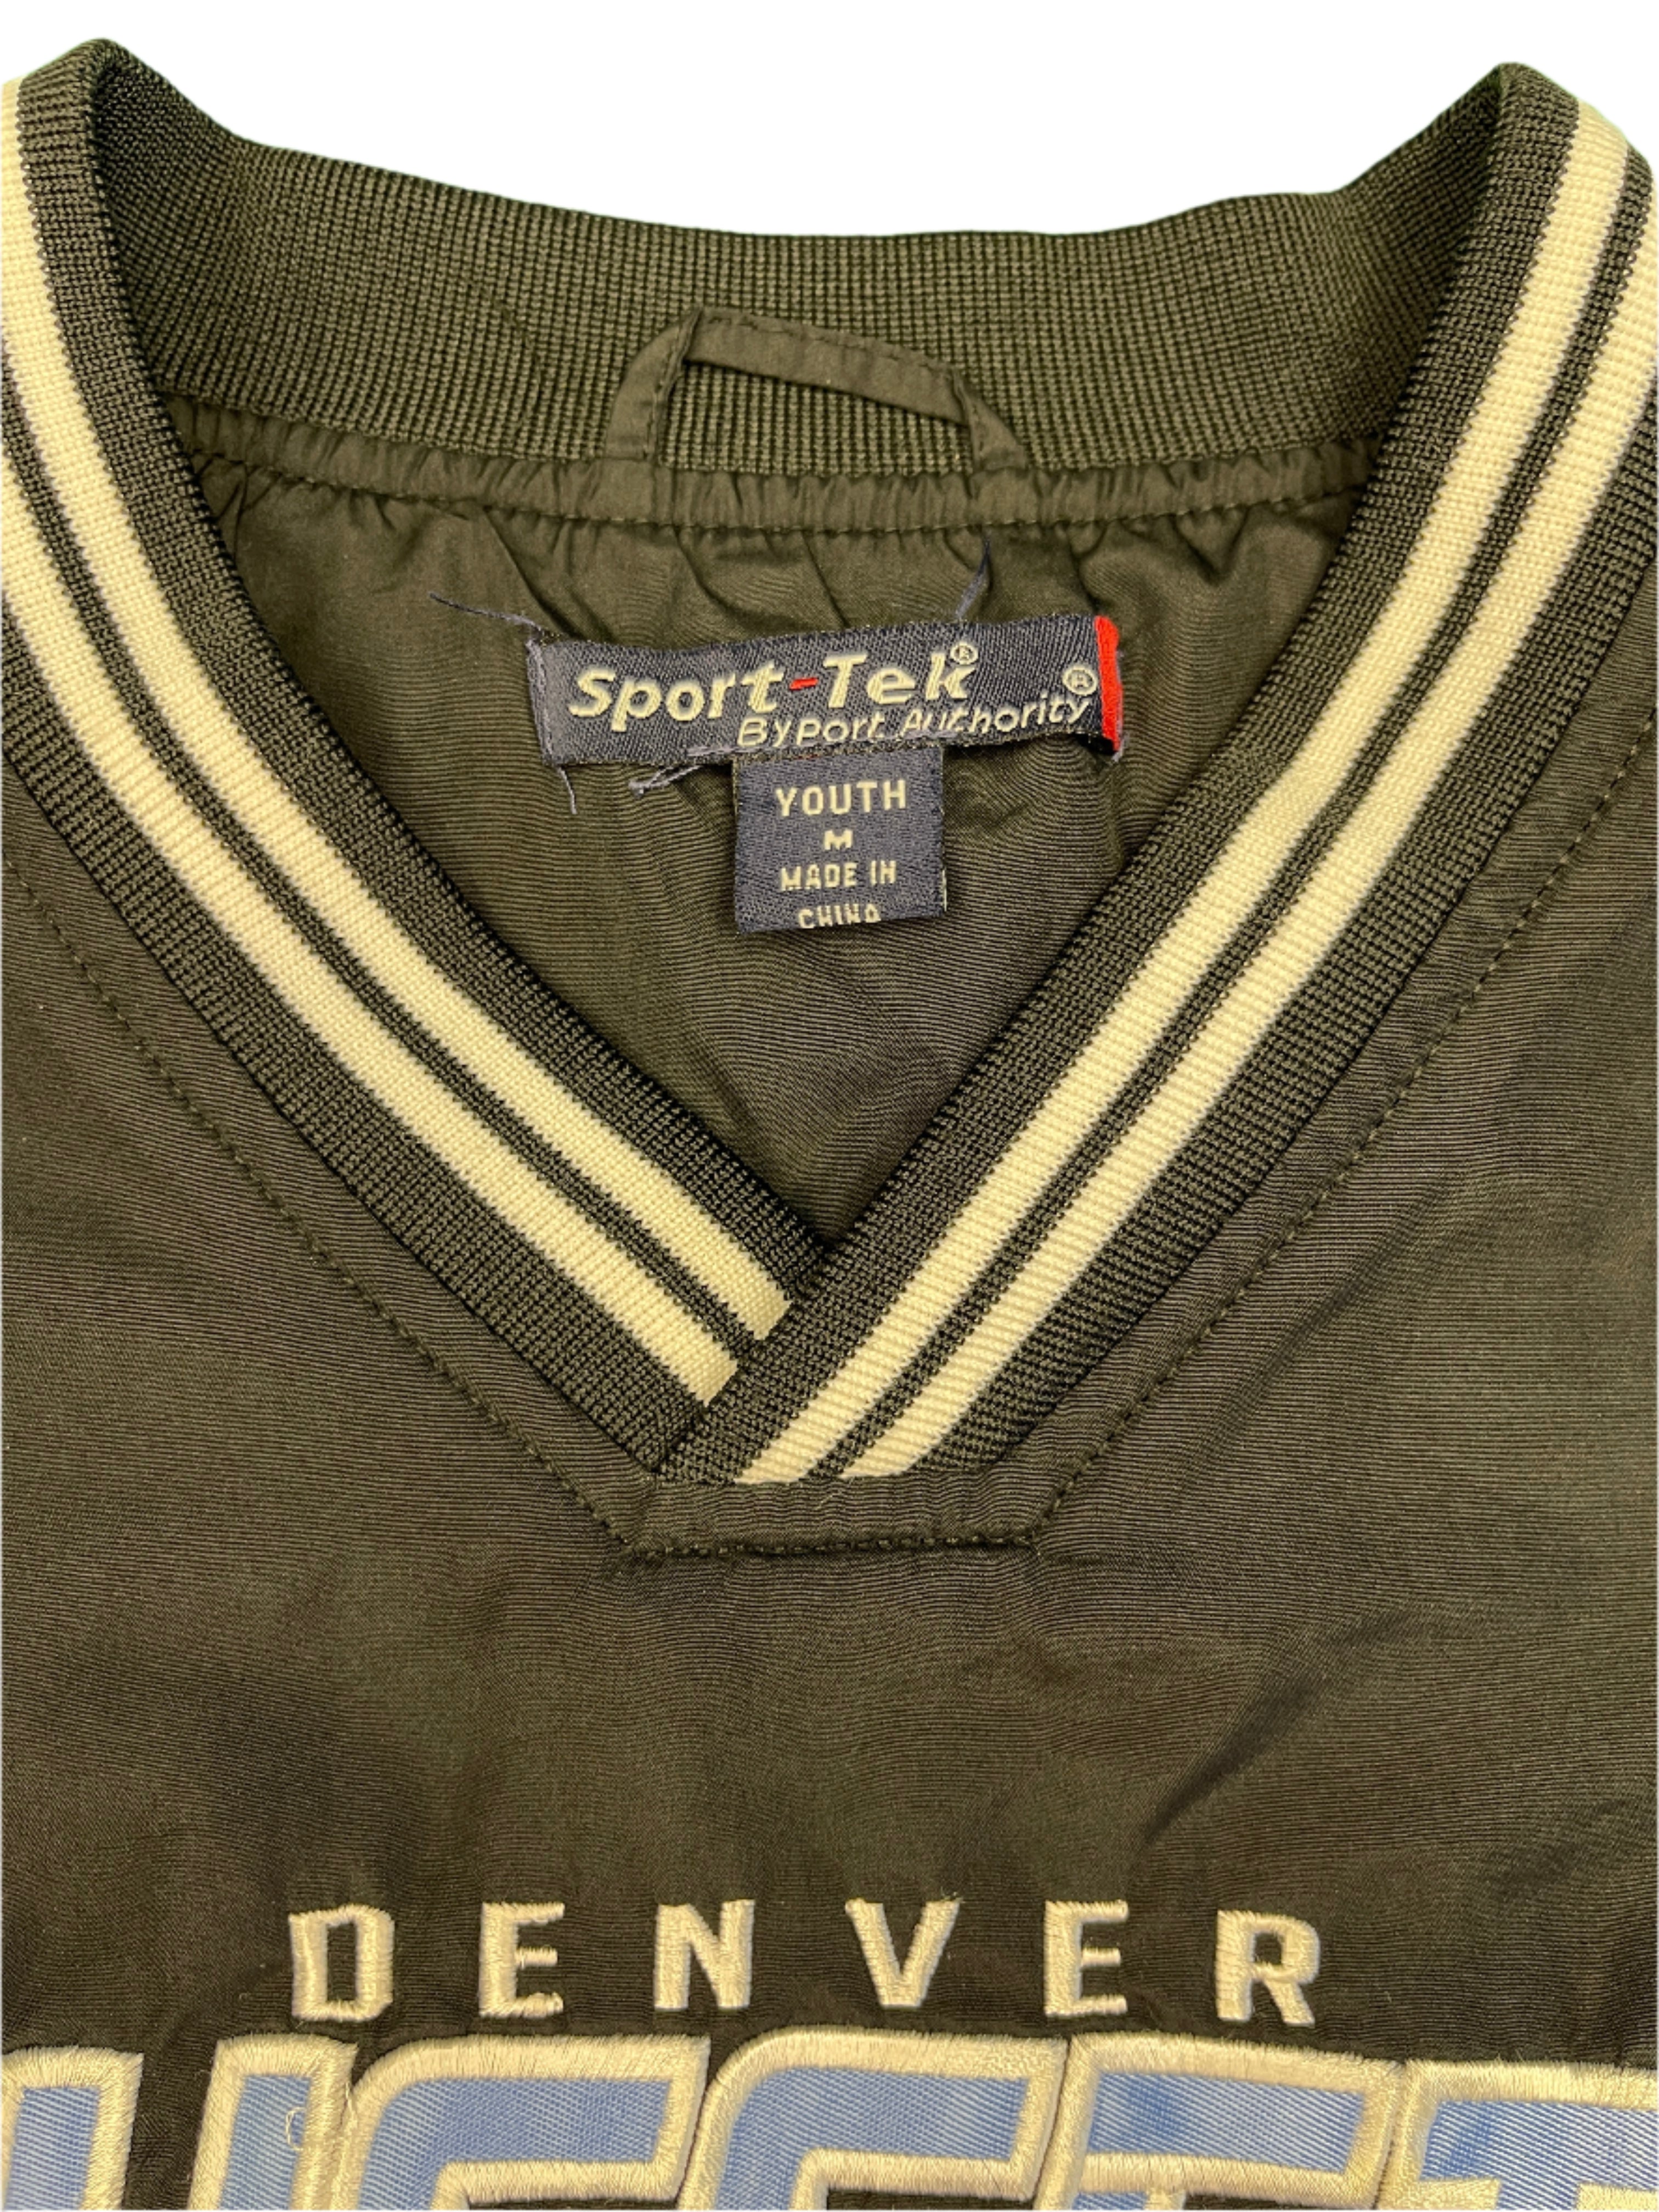 Sport-Tek®
By Port Authority®
YOUTH
M
MADE IN
CHINA
DENVER